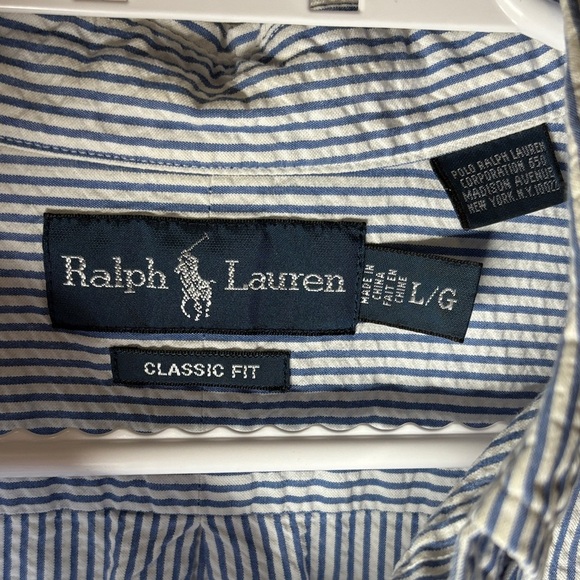 POLO RALPH LAUREN
CORPORATION 650
MADISON AVENUE
NEW YORK N.Y. 10022
Ralph Lauren
MADE IN
CHINA
FAIT EN
CHINE
L/G
CLASSIC FIT